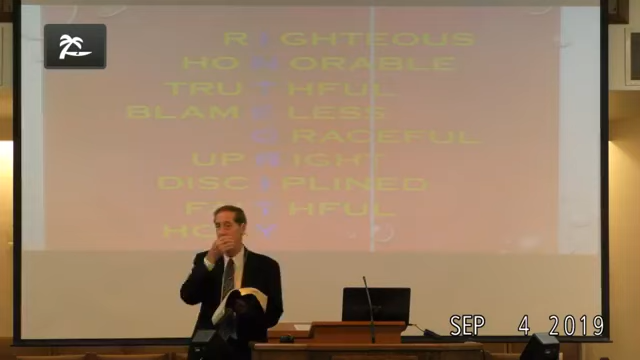 RIGHTEOUS
HONORABLE
TRUTHFUL
BLAMELESS
GRACEFUL
UPRIGHT
DISCIPLINED
FAITHFUL
HOLY
SEP 4 2019